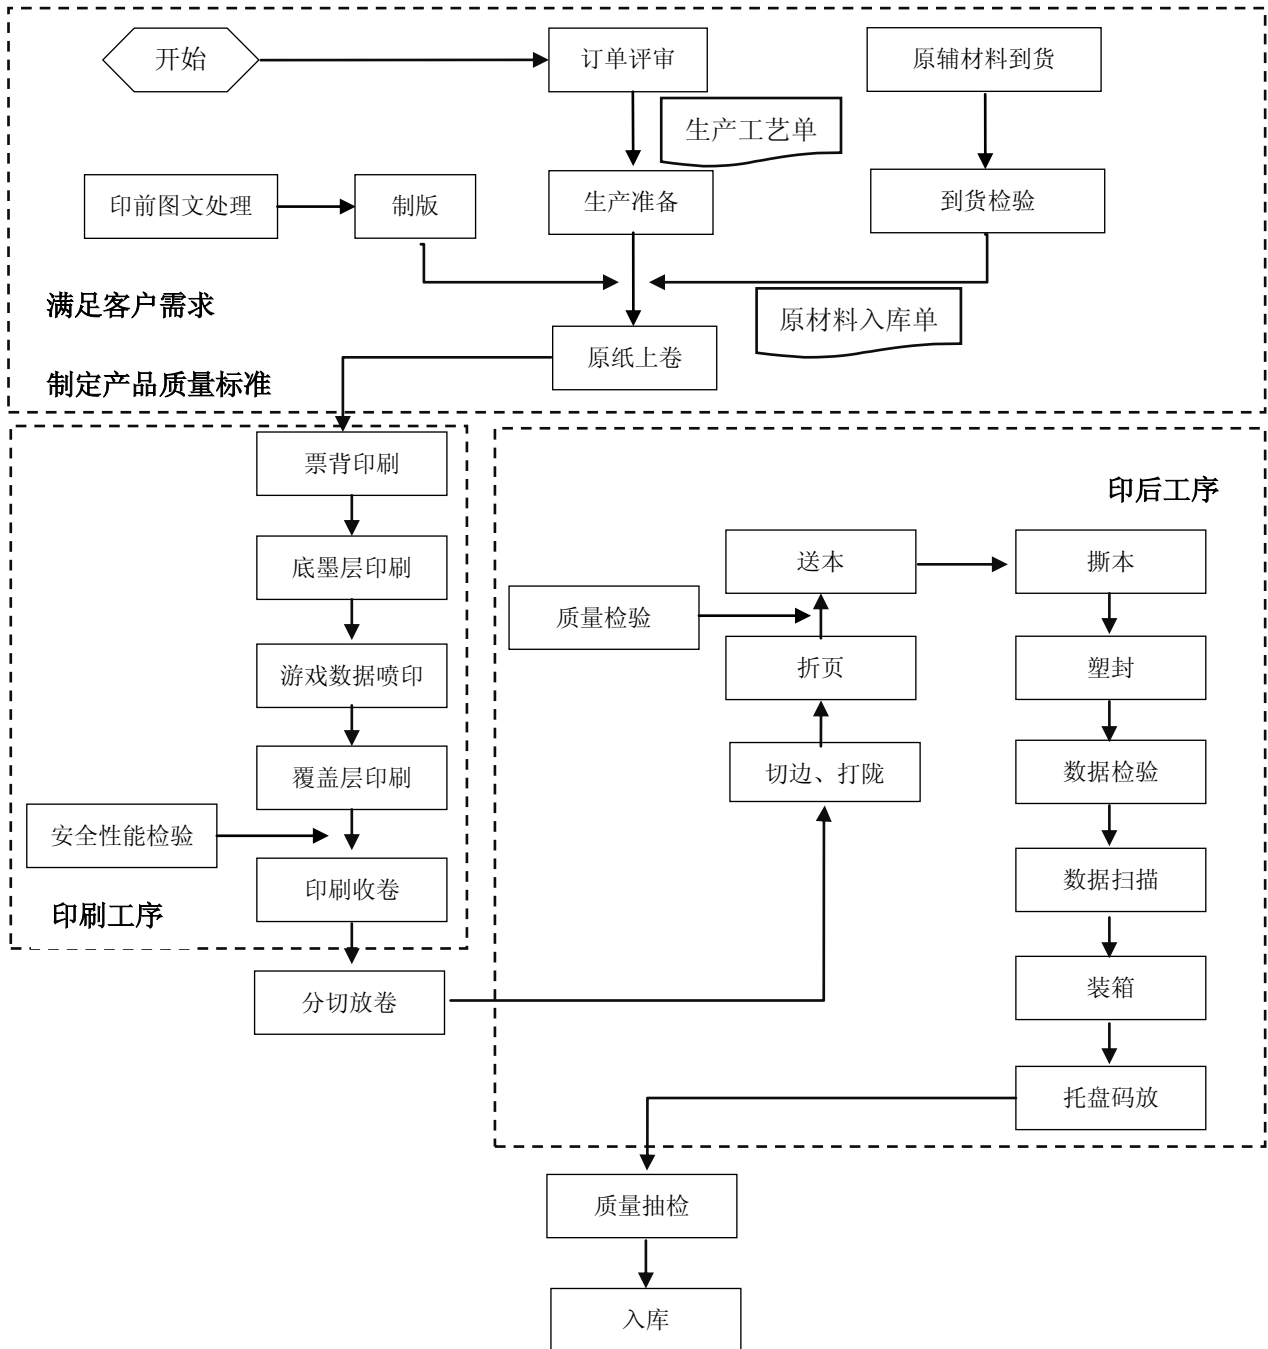 开始
订单评审
原辅材料到货
生产工艺单
印前图文处理
制版
生产准备
到货检验
满足客户需求
原材料入库单
原纸上卷
制定产品质量标准
票背印刷
底墨层印刷
游戏数据喷印
覆盖层印刷
安全性能检验
印刷收卷
印刷工序
分切放卷
印后工序
送本
撕本
质量检验
折页
塑封
切边、打陇
数据检验
数据扫描
装箱
托盘码放
质量抽检
入库